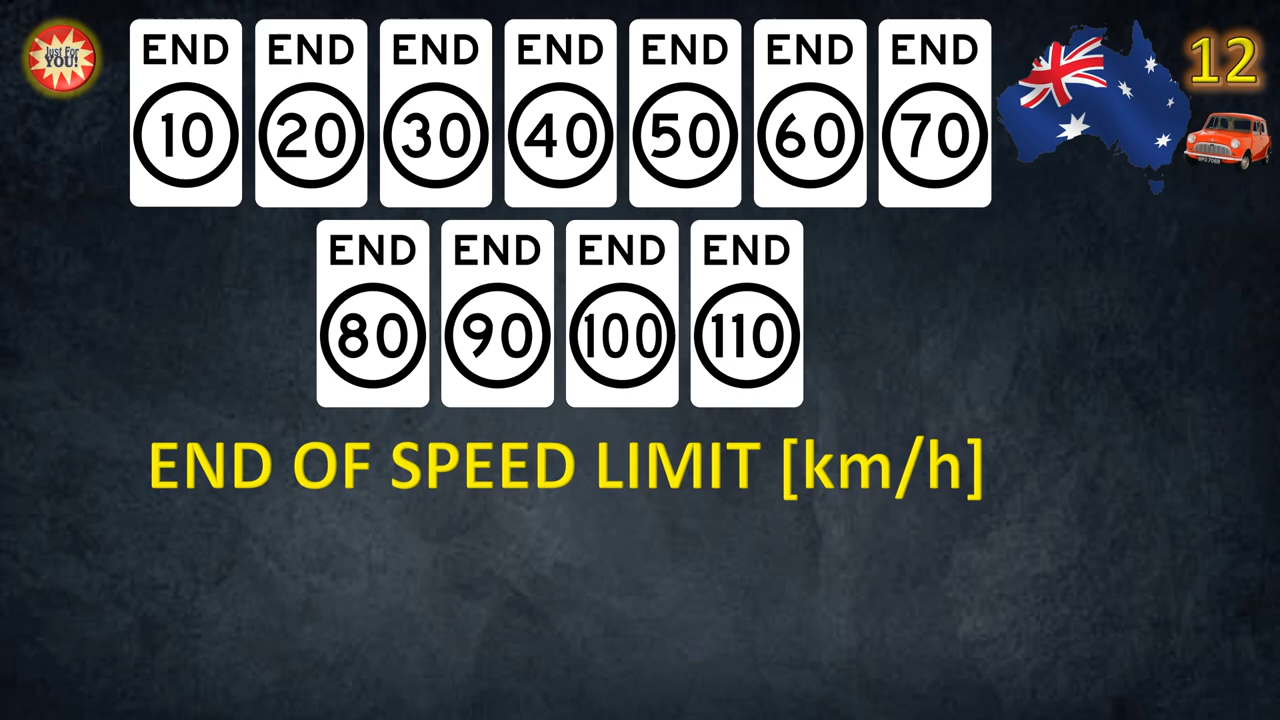 Just For
YOU!
END END END END END END END
10 20 30 40 50 60 70
12
END END END END
80 90 100 110
END OF SPEED LIMIT [km/h]